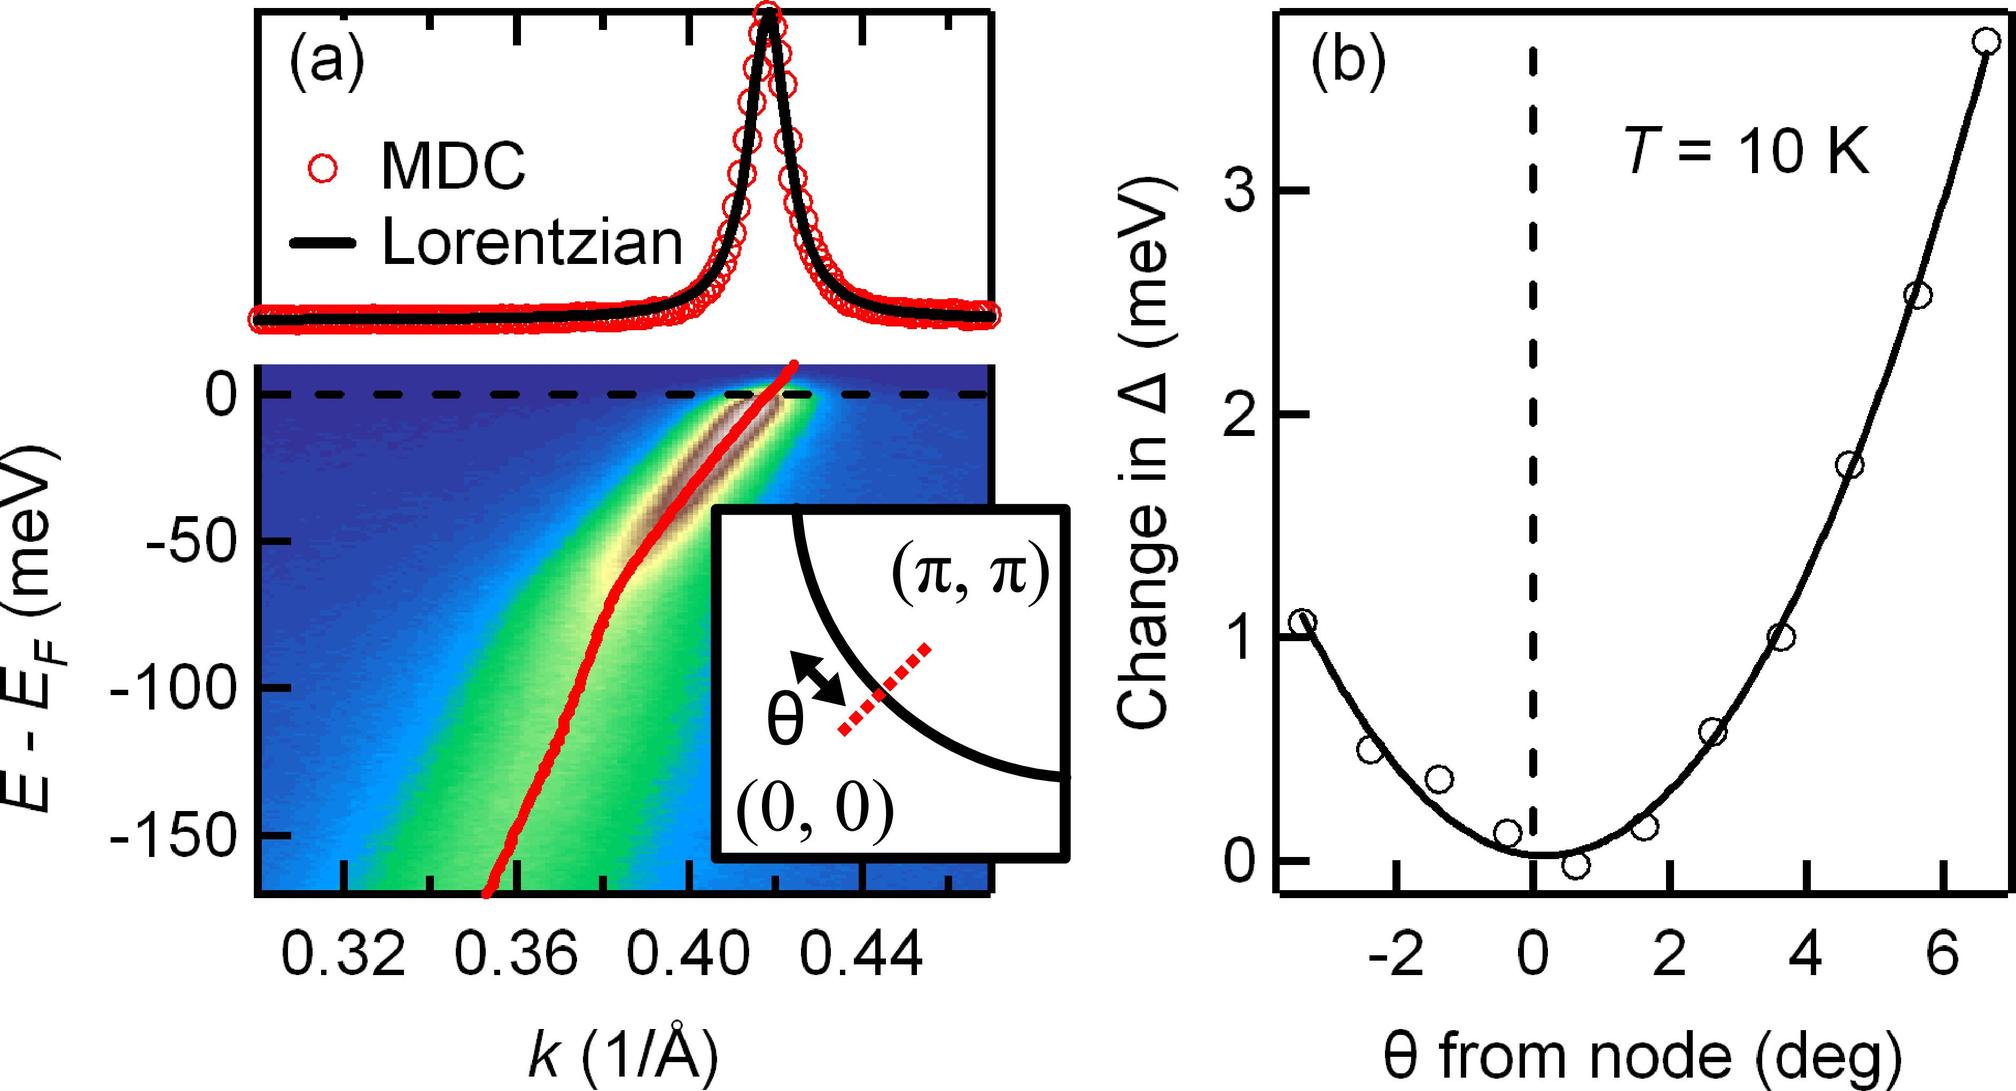 (a)
MDC
Lorentzian
E - E_F (meV)
0
-50
-100
-150
(π, π)
θ
(0, 0)
0.32 0.36 0.40 0.44
k (1/Å)
(b)
T = 10 K
Change in Δ (meV)
3
2
1
0
-2 0 2 4 6
θ from node (deg)